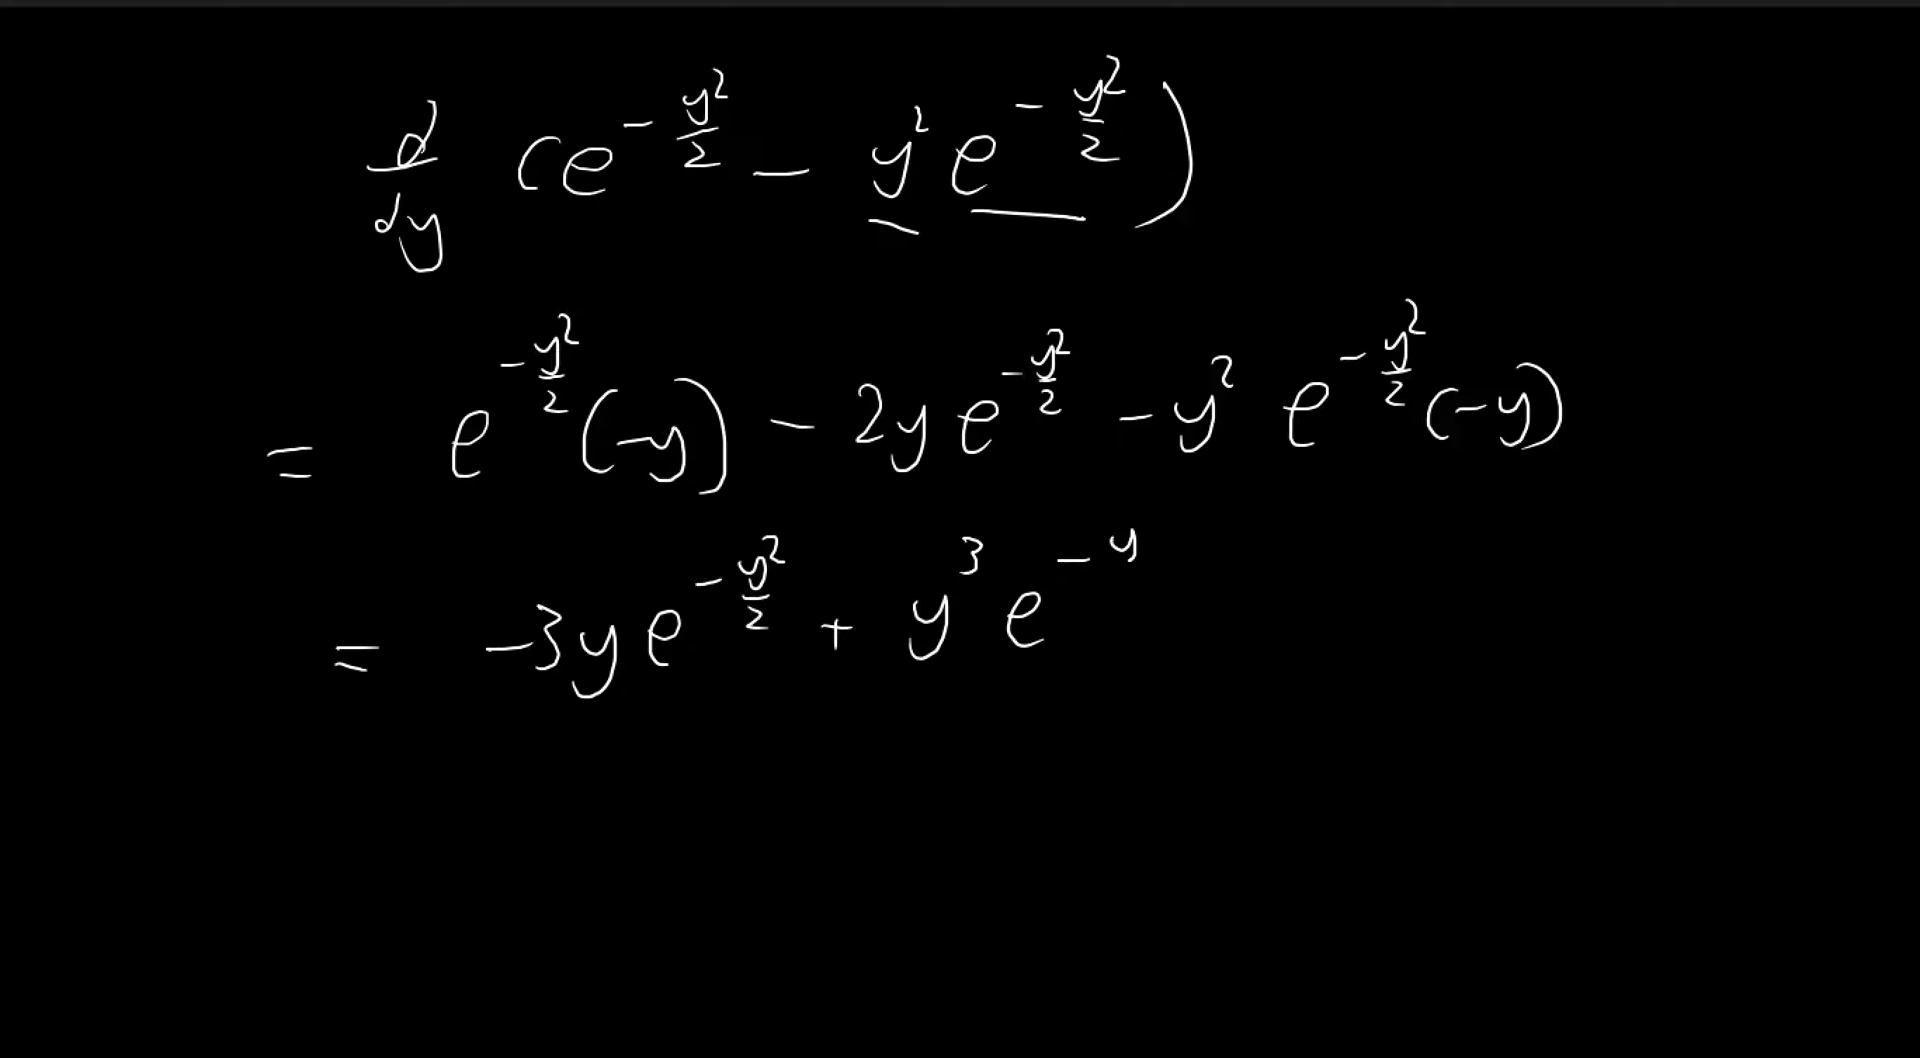 d/dy (e^{-y²/2} - y² e^{-y²/2})
= e^{-y²/2} (-y) - 2y e^{-y²/2} - y² e^{-y²/2} (-y)
= -3y e^{-y²/2} + y³ e^{-y